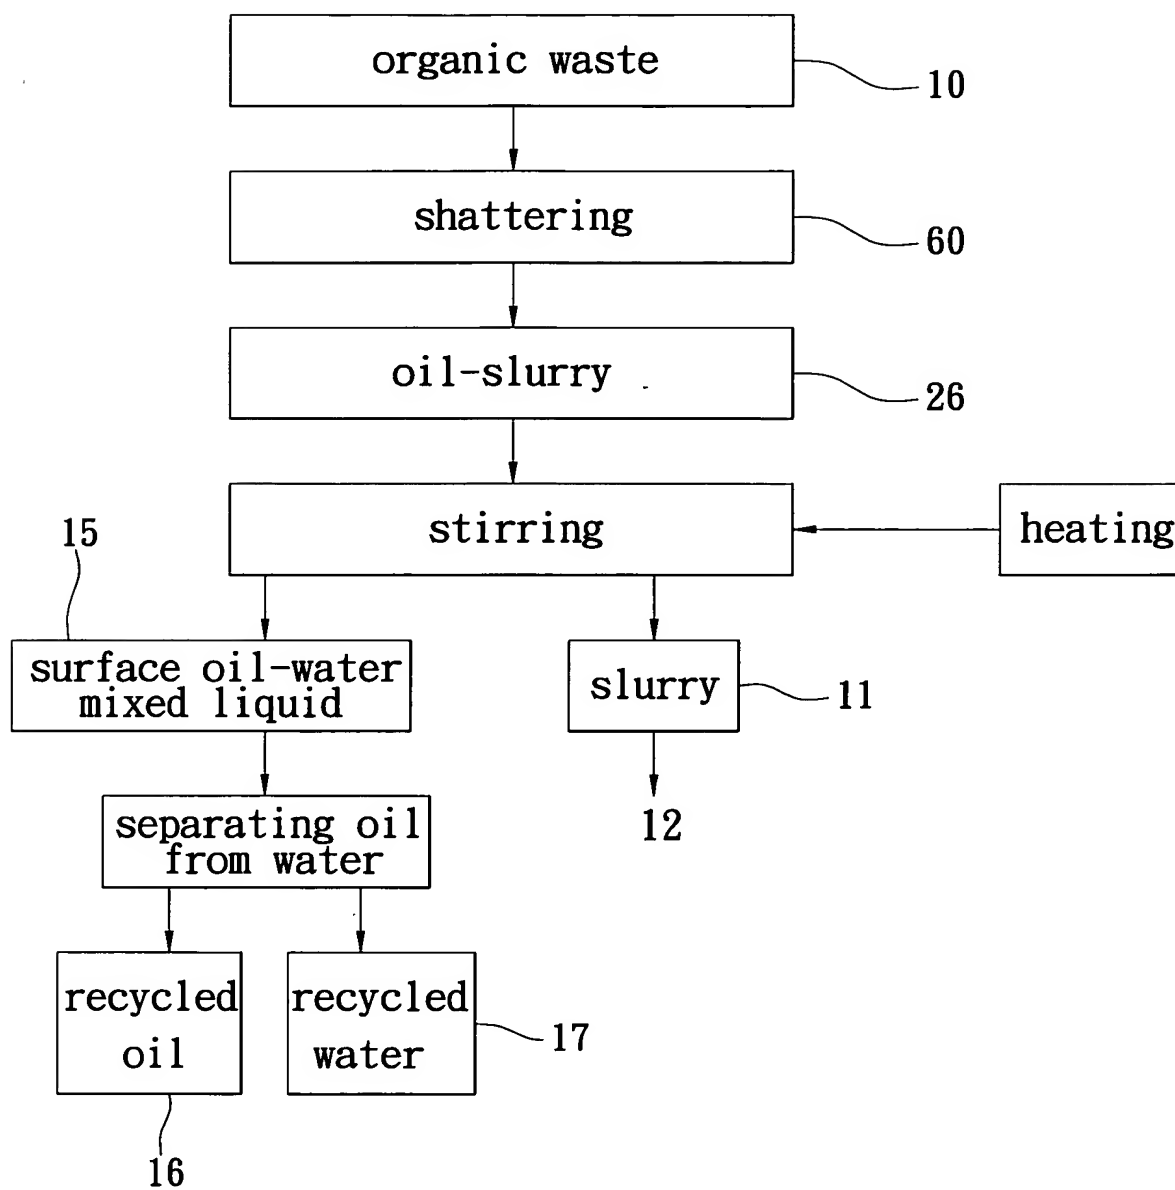 organic waste
10
shattering
60
oil-slurry
26
stirring
heating
15
surface oil-water
mixed liquid
slurry
11
separating oil
from water
12
recycled
oil
recycled
water
17
16